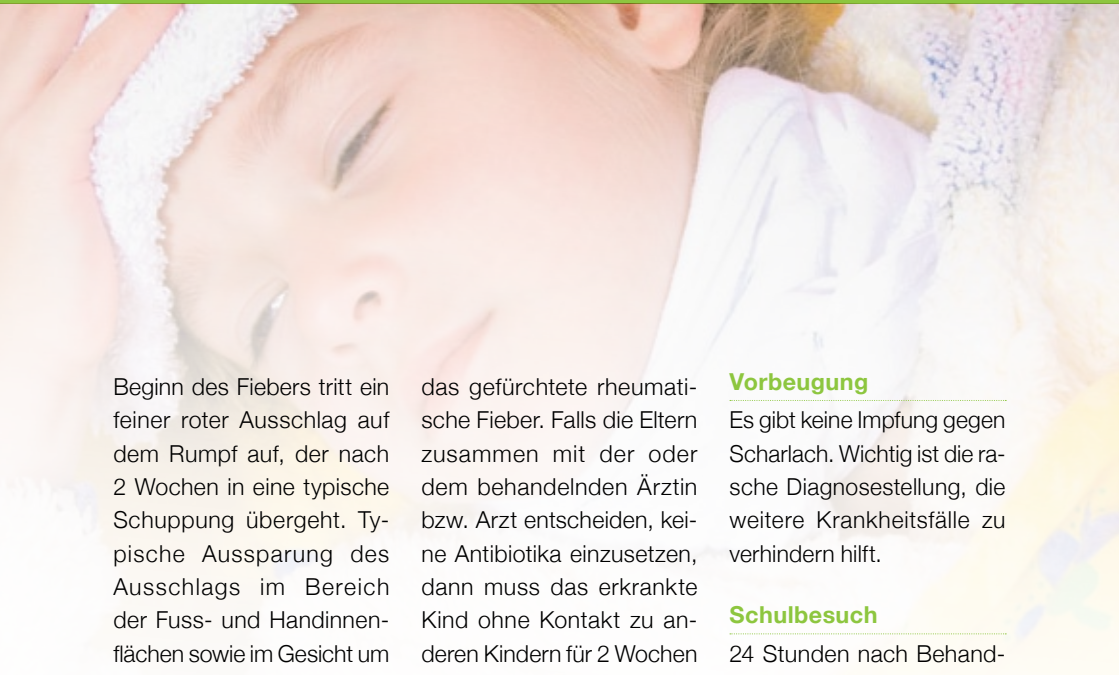 Beginn des Fiebers tritt ein
feiner roter Ausschlag auf
dem Rumpf auf, der nach
2 Wochen in eine typische
Schuppung übergeht. Ty-
pische Aussparung des
Ausschlags im Bereich
der Fuss- und Handinnen-
flächen sowie im Gesicht um
das gefürchtete rheumati-
sche Fieber. Falls die Eltern
zusammen mit der oder
dem behandelnden Ärztin
bzw. Arzt entscheiden, kei-
ne Antibiotika einzusetzen,
dann muss das erkrankte
Kind ohne Kontakt zu an-
deren Kindern für 2 Wochen
Vorbeugung
Es gibt keine Impfung gegen
Scharlach. Wichtig ist die ra-
sche Diagnosestellung, die
weitere Krankheitsfälle zu
verhindern hilft.
Schulbesuch
24 Stunden nach Behand-